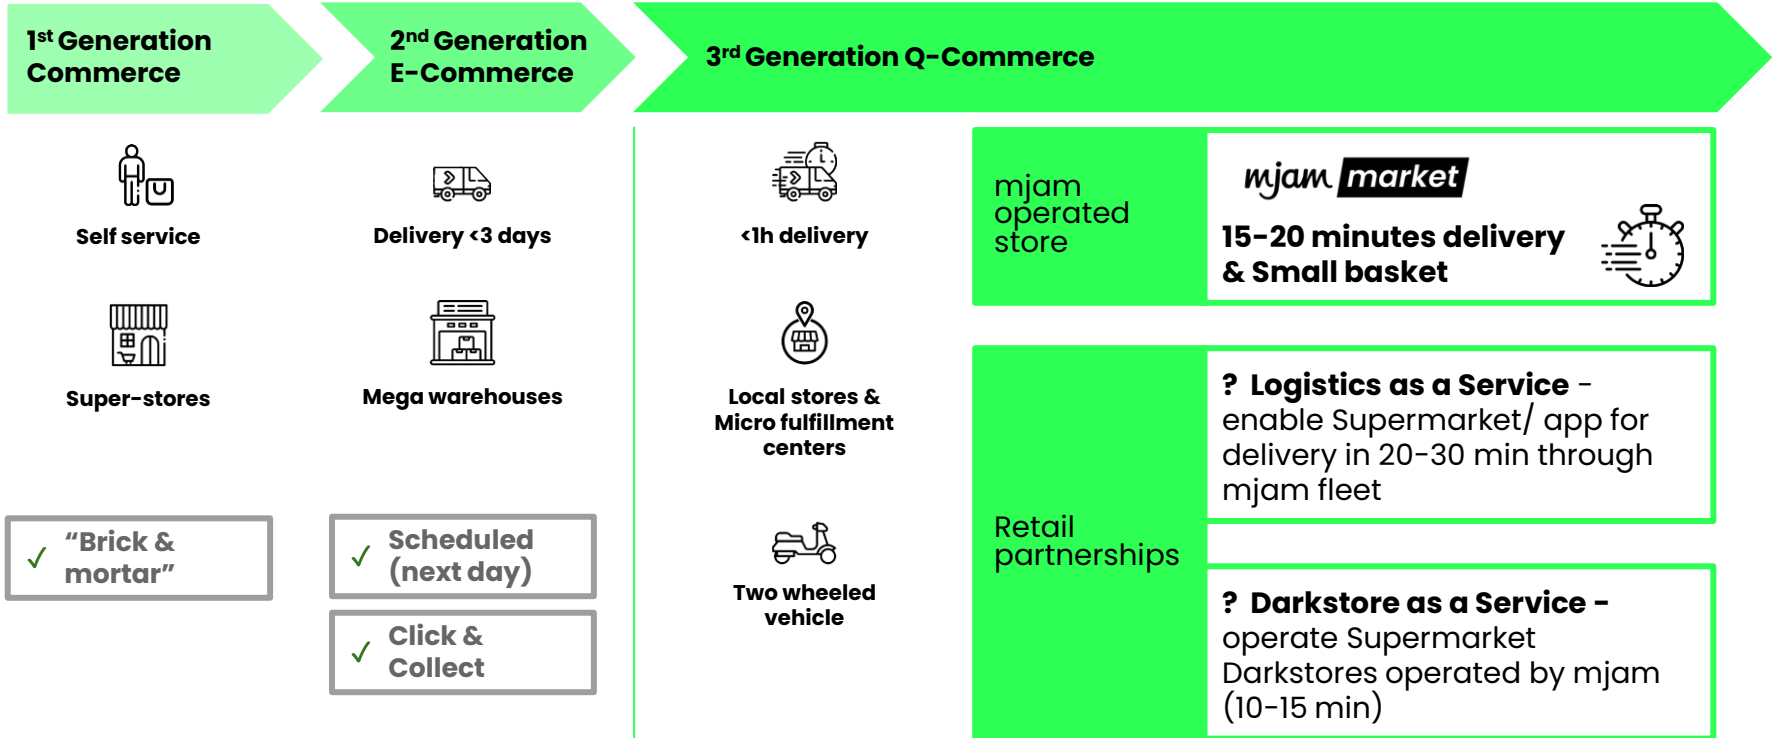 1st Generation
Commerce
2nd Generation
E-Commerce
3rd Generation Q-Commerce
Self service
Super-stores
✓ “Brick &
mortar”
Delivery <3 days
Mega warehouses
✓ Scheduled
(next day)
✓ Click &
Collect
<1h delivery
Local stores &
Micro fulfillment
centers
Two wheeled
vehicle
mjam
operated
store
mjam market
15-20 minutes delivery
& Small basket
Retail
partnerships
? Logistics as a Service -
enable Supermarket/ app for
delivery in 20-30 min through
mjam fleet
? Darkstore as a Service -
operate Supermarket
Darkstores operated by mjam
(10-15 min)